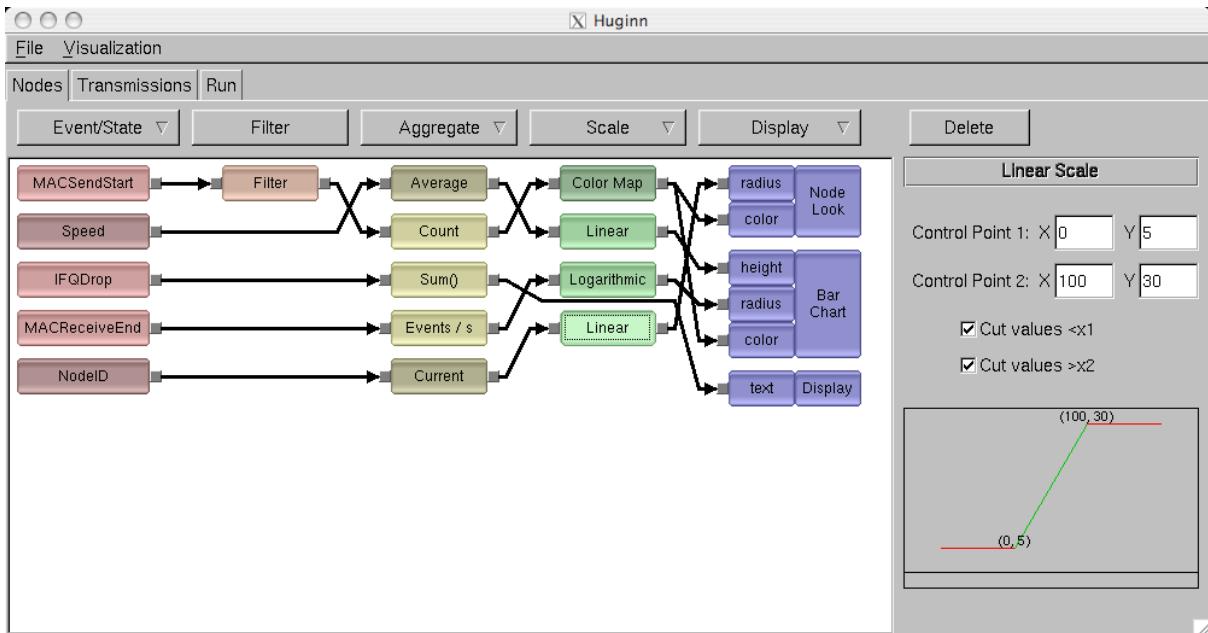 Huginn
File Visualization
Nodes Transmissions Run
Event/State Filter Aggregate Scale Display Delete
MACSendStart Filter Average Color Map radius Node Look
color
Speed Count Linear
IFQDrop Sum() Logarithmic height Bar Chart
radius
MACReceiveEnd Events / s Linear color
NodeID Current text Display
LInear Scale
Control Point 1: X 0 Y 5
Control Point 2: X 100 Y 30
Cut values <x1
Cut values >x2
(100, 30)
(0, 5)